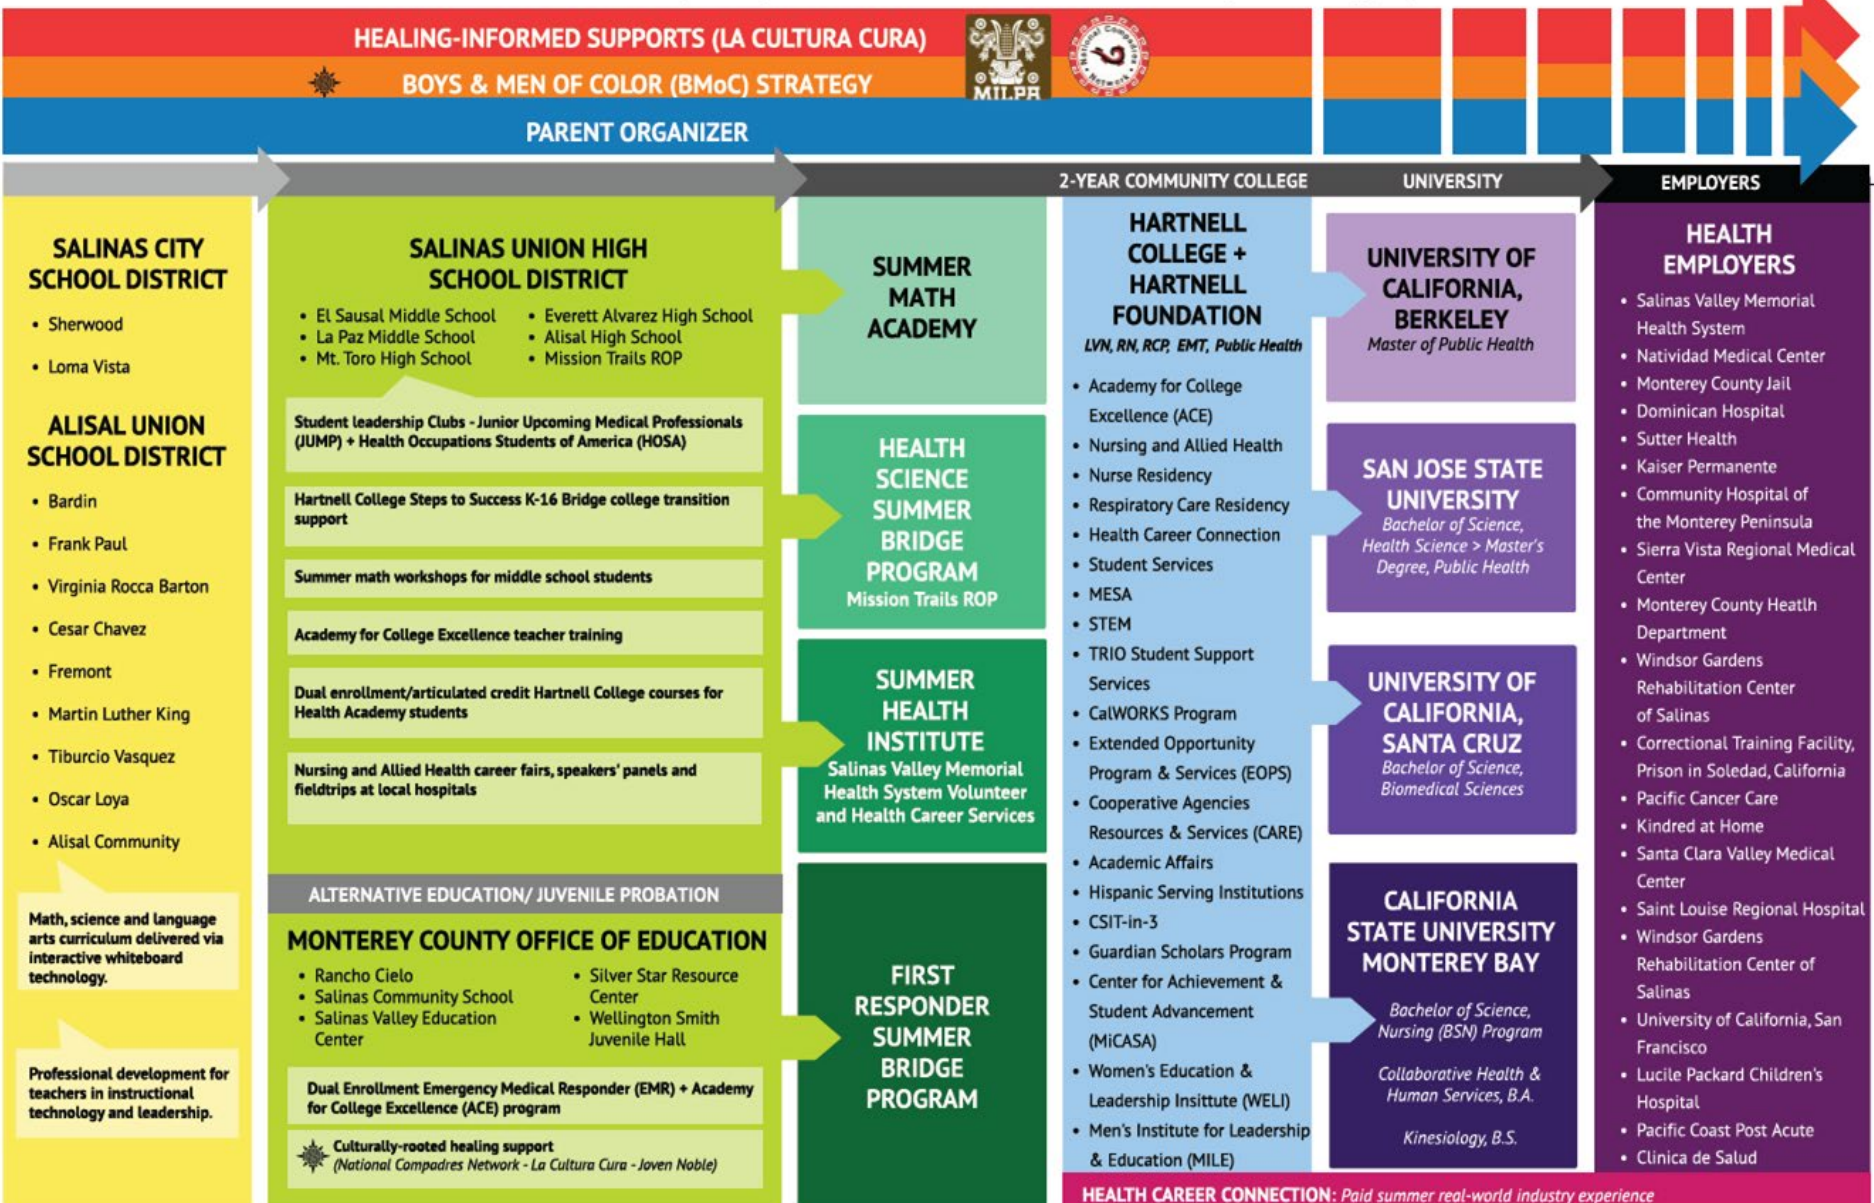 HEALING-INFORMED SUPPORTS (LA CULTURA CURA)
BOYS & MEN OF COLOR (BMoC) STRATEGY
MILPA
National Compadres
Network
PARENT ORGANIZER
2-YEAR COMMUNITY COLLEGE
UNIVERSITY
EMPLOYERS
SALINAS CITY
SCHOOL DISTRICT
• Sherwood
• Loma Vista
ALISAL UNION
SCHOOL DISTRICT
• Bardin
• Frank Paul
• Virginia Rocca Barton
• Cesar Chavez
• Fremont
• Martin Luther King
• Tiburcio Vasquez
• Oscar Loya
• Alisal Community
Math, science and language
arts curriculum delivered via
interactive whiteboard
technology.
Professional development for
teachers in instructional
technology and leadership.
SALINAS UNION HIGH
SCHOOL DISTRICT
• El Sausal Middle School
• La Paz Middle School
• Mt. Toro High School
• Everett Alvarez High School
• Alisal High School
• Mission Trails ROP
Student leadership Clubs - Junior Upcoming Medical Professionals
(JUMP) + Health Occupations Students of America (HOSA)
Hartnell College Steps to Success K-16 Bridge college transition
support
Summer math workshops for middle school students
Academy for College Excellence teacher training
Dual enrollment/articulated credit Hartnell College courses for
Health Academy students
Nursing and Allied Health career fairs, speakers' panels and
fieldtrips at local hospitals
ALTERNATIVE EDUCATION/ JUVENILE PROBATION
MONTEREY COUNTY OFFICE OF EDUCATION
• Rancho Cielo
• Salinas Community School
• Salinas Valley Education
Center
• Silver Star Resource
Center
• Wellington Smith
Juvenile Hall
Dual Enrollment Emergency Medical Responder (EMR) + Academy
for College Excellence (ACE) program
Culturally-rooted healing support
(National Compadres Network - La Cultura Cura - Joven Noble)
SUMMER
MATH
ACADEMY
HEALTH
SCIENCE
SUMMER
BRIDGE
PROGRAM
Mission Trails ROP
SUMMER
HEALTH
INSTITUTE
Salinas Valley Memorial
Health System Volunteer
and Health Career Services
FIRST
RESPONDER
SUMMER
BRIDGE
PROGRAM
HARTNELL
COLLEGE +
HARTNELL
FOUNDATION
LVN, RN, RCP, EMT, Public Health
• Academy for College
Excellence (ACE)
• Nursing and Allied Health
• Nurse Residency
• Respiratory Care Residency
• Health Career Connection
• Student Services
• MESA
• STEM
• TRIO Student Support
Services
• CalWORKS Program
• Extended Opportunity
Program & Services (EOPS)
• Cooperative Agencies
Resources & Services (CARE)
• Academic Affairs
• Hispanic Serving Institutions
• CSIT-in-3
• Guardian Scholars Program
• Center for Achievement &
Student Advancement
(MiCASA)
• Women's Education &
Leadership Insittute (WELI)
• Men's Institute for Leadership
& Education (MILE)
UNIVERSITY OF
CALIFORNIA,
BERKELEY
Master of Public Health
SAN JOSE STATE
UNIVERSITY
Bachelor of Science,
Health Science > Master's
Degree, Public Health
UNIVERSITY OF
CALIFORNIA,
SANTA CRUZ
Bachelor of Science,
Biomedical Sciences
CALIFORNIA
STATE UNIVERSITY
MONTEREY BAY
Bachelor of Science,
Nursing (BSN) Program
Collaborative Health &
Human Services, B.A.
Kinesiology, B.S.
HEALTH
EMPLOYERS
• Salinas Valley Memorial
Health System
• Natividad Medical Center
• Monterey County Jail
• Dominican Hospital
• Sutter Health
• Kaiser Permanente
• Community Hospital of
the Monterey Peninsula
• Sierra Vista Regional Medical
Center
• Monterey County Heatlh
Department
• Windsor Gardens
Rehabilitation Center
of Salinas
• Correctional Training Facility,
Prison in Soledad, California
• Pacific Cancer Care
• Kindred at Home
• Santa Clara Valley Medical
Center
• Saint Louise Regional Hospital
• Windsor Gardens
Rehabilitation Center of
Salinas
• University of California, San
Francisco
• Lucile Packard Children's
Hospital
• Pacific Coast Post Acute
• Clinica de Salud
HEALTH CAREER CONNECTION: Paid summer real-world industry experience